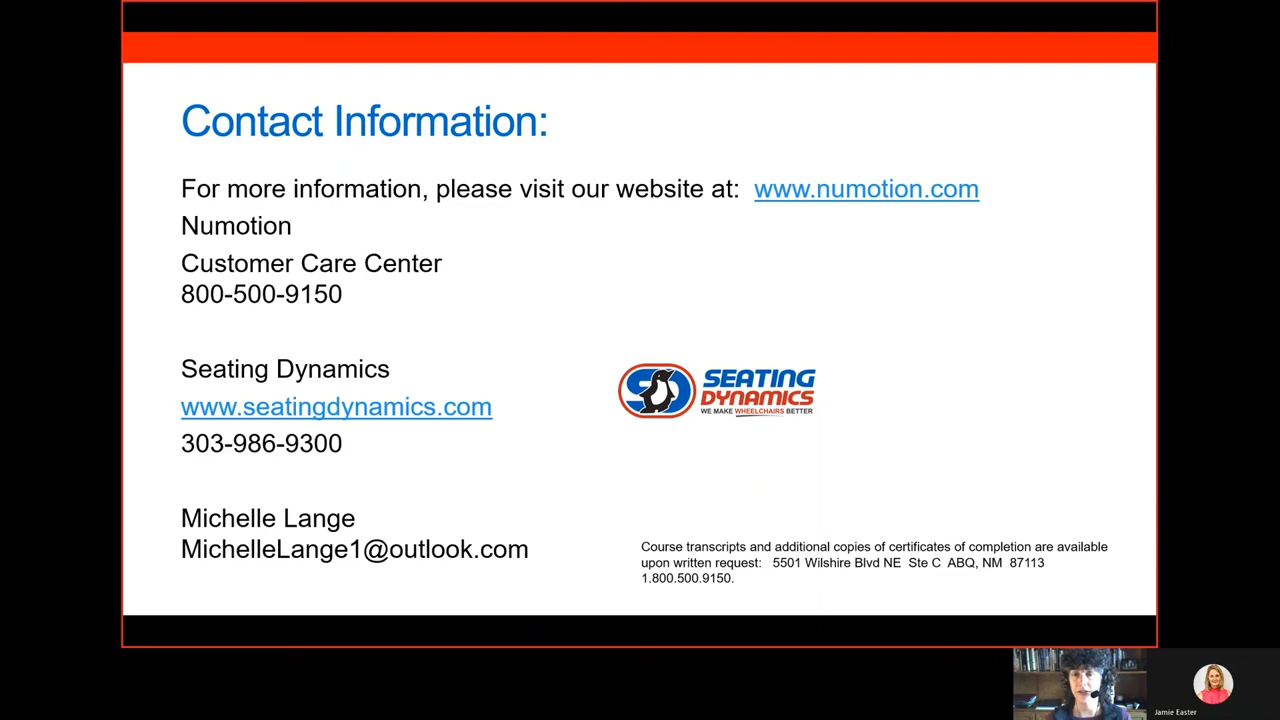 Contact Information:
For more information, please visit our website at: www.numotion.com
Numotion
Customer Care Center
800-500-9150
Seating Dynamics
www.seatingdynamics.com
303-986-9300
SEATING
DYNAMICS
WE MAKE WHEELCHAIRS BETTER
Michelle Lange
MichelleLange1@outlook.com
Course transcripts and additional copies of certificates of completion are available
upon written request: 5501 Wilshire Blvd NE Ste C ABQ, NM 87113
1.800.500.9150.
Jamie Easter